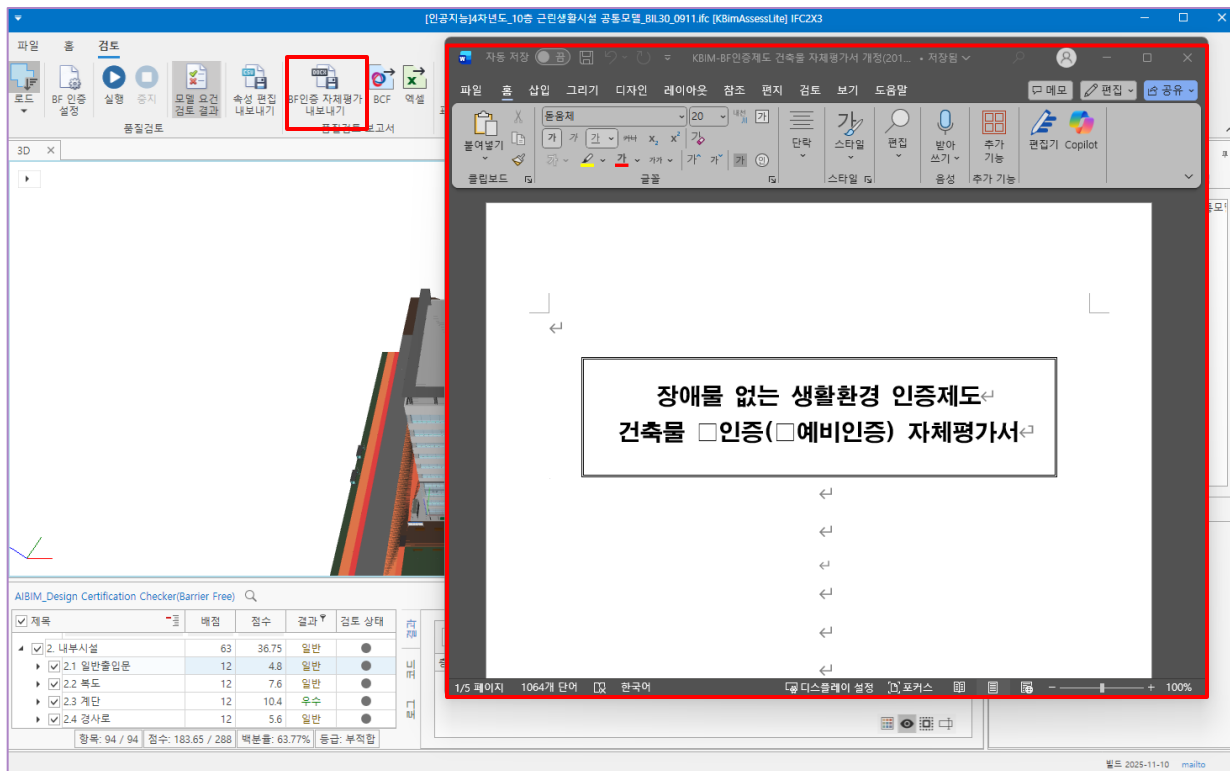 [인공지능]4차년도_10층 근린생활시설 공통모델_BIL30_0911.ifc [KBimAssessLite] IFC2X3
파일 홈 검토
로드
BF 인증 설정
실행 중지
모델 요건 검토 결과
속성 편집 내보내기
BF인증 자체평가 내보내기
BCF 엑셀
품질검토
품질검토 보고서
3D
자동 저장 끔
KBIM-BF인증제도 건축물 자체평가서 개정(201... • 저장됨
파일 홈 삽입 그리기 디자인 레이아웃 참조 편지 검토 보기 도움말
메모 편집 공유
붙여넣기
돋움체 20
가 가 가
단락 스타일 편집
받아쓰기
추가 기능
편집기 Copilot
클립보드 글꼴 스타일 음성 추가 기능
장애물 없는 생활환경 인증제도
건축물 □인증(□예비인증) 자체평가서
1/5 페이지 1064개 단어 한국어 디스플레이 설정 포커스 100%
AIBIM_Design Certification Checker(Barrier Free)
제목 배점 점수 결과 검토 상태
2. 내부시설 63 36.75 일반
2.1 일반출입문 12 4.8 일반
2.2 복도 12 7.6 일반
2.3 계단 12 10.4 우수
2.4 경사로 12 5.6 일반
항목: 94 / 94 점수: 183.65 / 288 백분율: 63.77% 등급: 부적합
빌드 2025-11-10 mailto